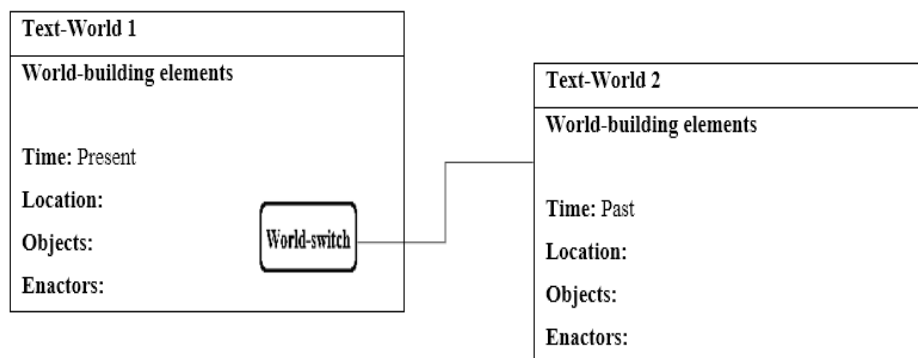 Text-World 1
World-building elements
Time: Present
Location:
Objects:
Enactors:
World-switch
Text-World 2
World-building elements
Time: Past
Location:
Objects:
Enactors: